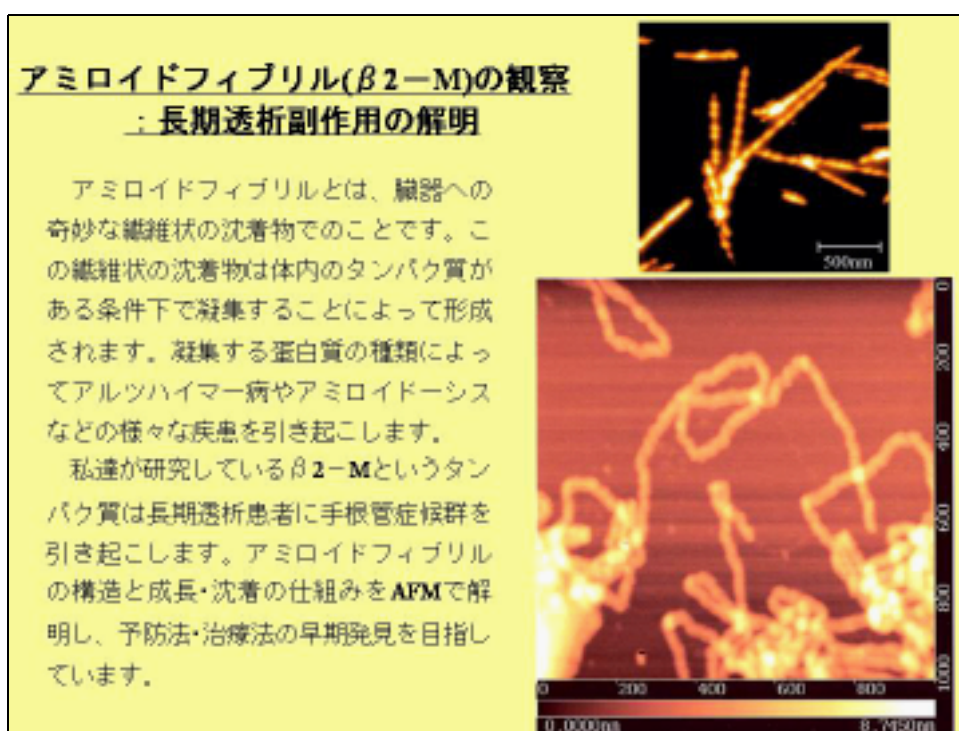 アミロイドフィブリル(β2－M)の観察
：長期透析副作用の解明
アミロイドフィブリルとは、臓器への
奇妙な繊維状の沈着物でのことです。こ
の繊維状の沈着物は体内のタンパク質が
ある条件下で凝集することによって形成
されます。凝集する蛋白質の種類によっ
てアルツハイマー病やアミロイドーシス
などの様々な疾患を引き起こします。
私達が研究しているβ2－Mというタン
パク質は長期透析患者に手根管症候群を
引き起こします。アミロイドフィブリル
の構造と成長・沈着の仕組みをAFMで解
明し、予防法・治療法の早期発見を目指し
ています。
500nm
0
200
400
600
800
1000
0 200 400 600 800
0.0000nm 8.7450nm